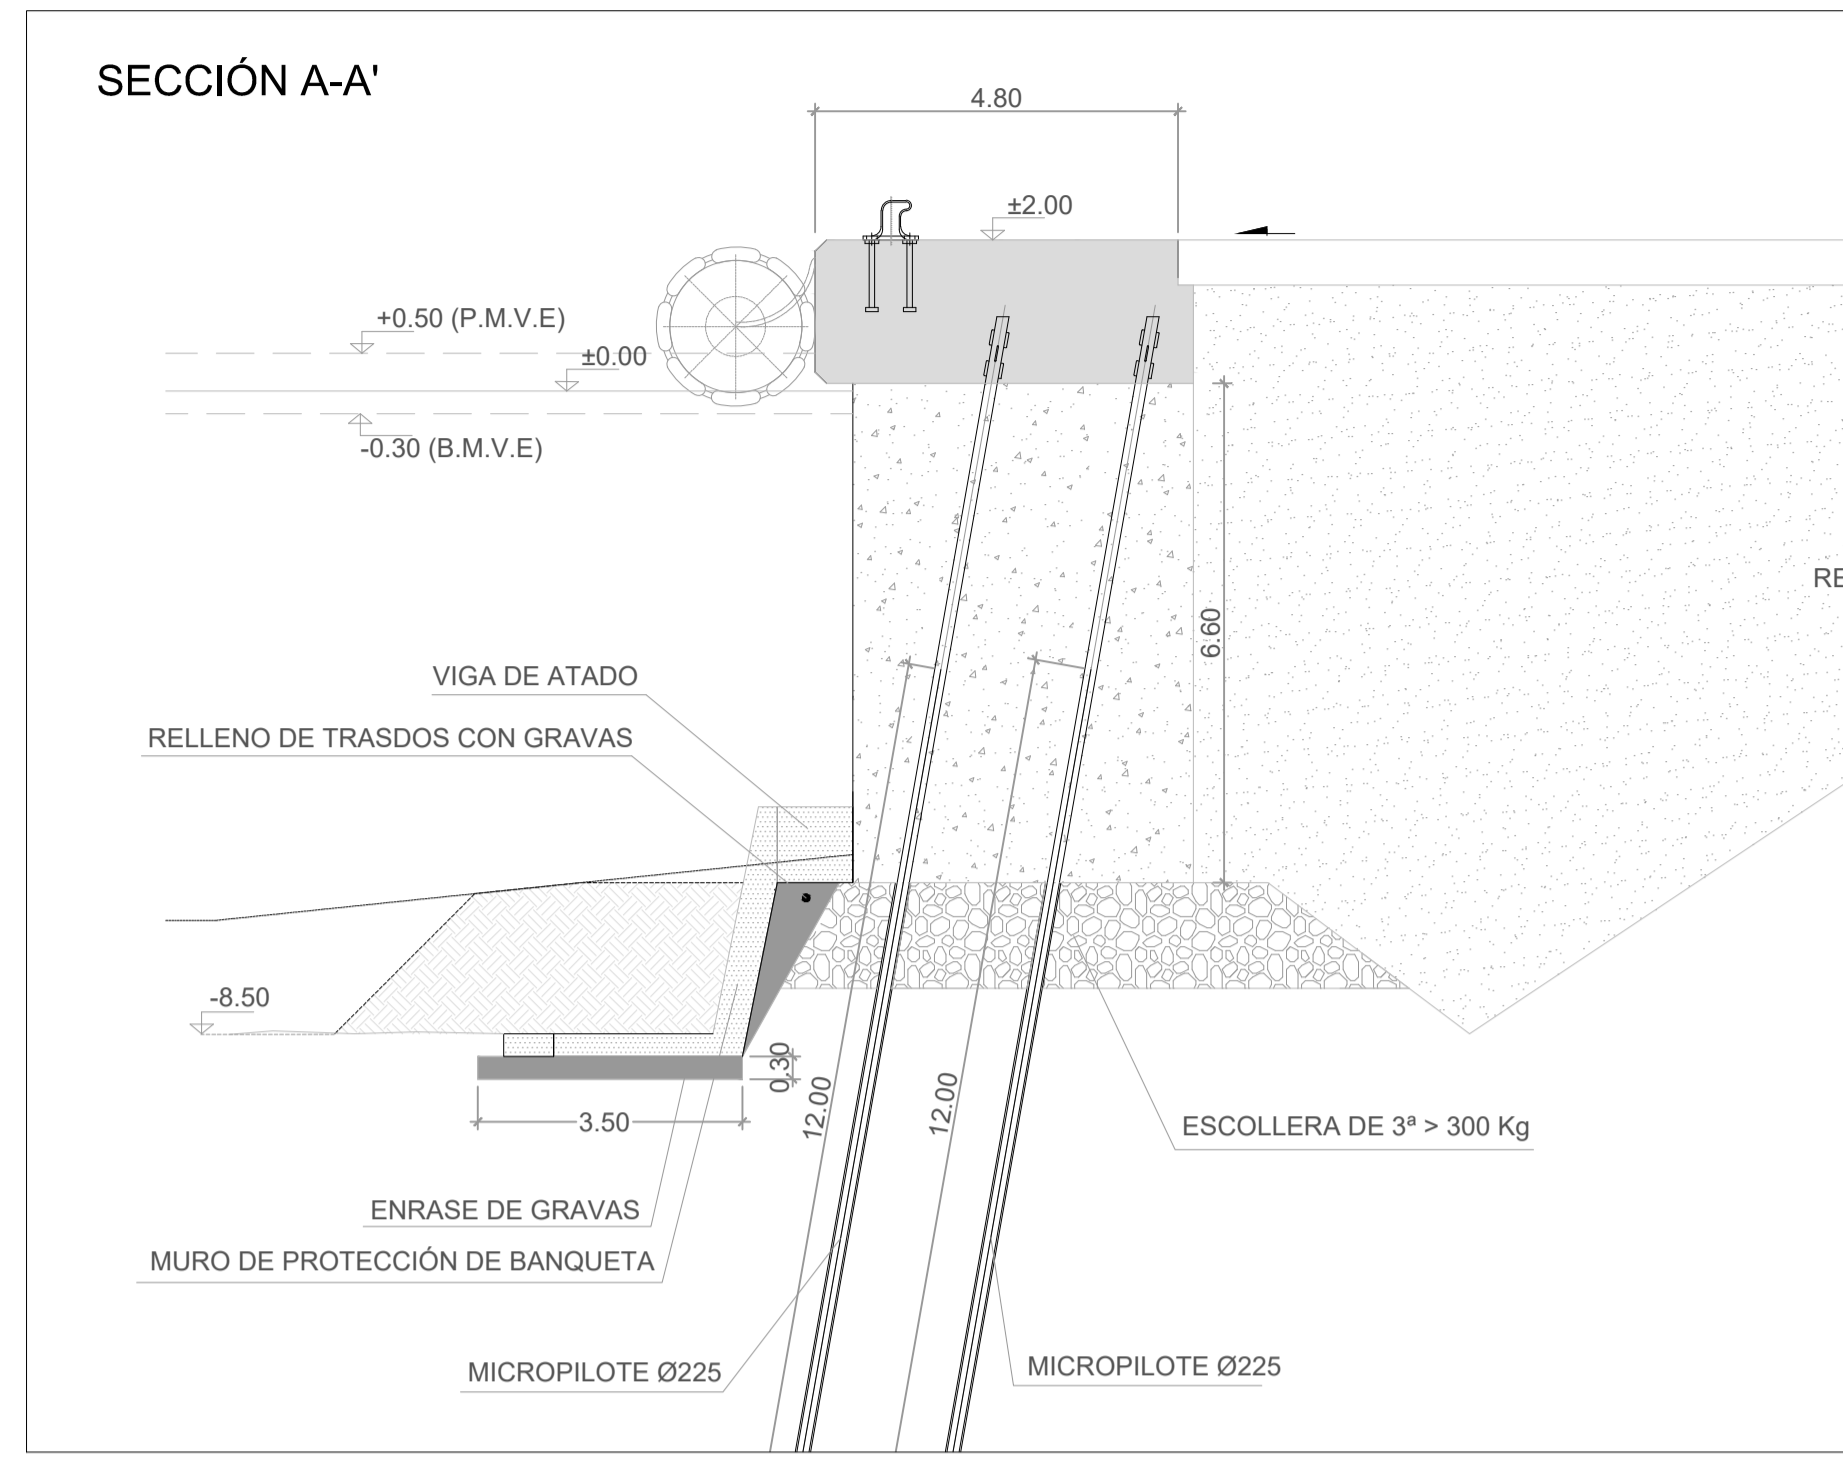 SECCIÓN A-A'
4.80
±2.00
+0.50 (P.M.V.E)
±0.00
-0.30 (B.M.V.E)
RE
6.60
VIGA DE ATADO
RELLENO DE TRASDOS CON GRAVAS
-8.50
0.30
12.00
12.00
3.50
ESCOLLERA DE 3ª > 300 Kg
ENRASE DE GRAVAS
MURO DE PROTECCIÓN DE BANQUETA
MICROPILOTE Ø225
MICROPILOTE Ø225